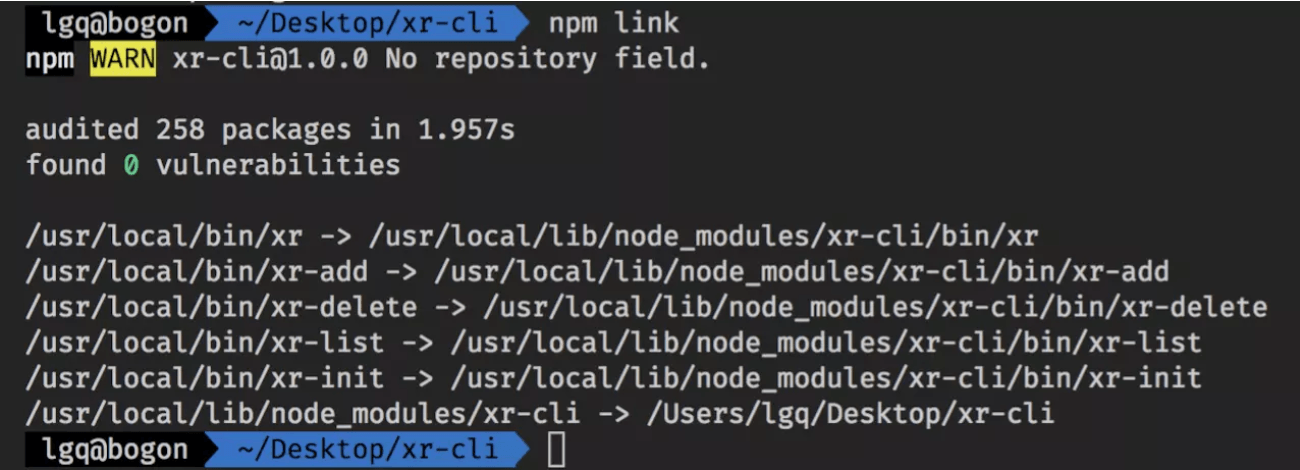 lgq@bogon ~/Desktop/xr-cli npm link
npm WARN xr-cli@1.0.0 No repository field.
audited 258 packages in 1.957s
found 0 vulnerabilities
/usr/local/bin/xr -> /usr/local/lib/node_modules/xr-cli/bin/xr
/usr/local/bin/xr-add -> /usr/local/lib/node_modules/xr-cli/bin/xr-add
/usr/local/bin/xr-delete -> /usr/local/lib/node_modules/xr-cli/bin/xr-delete
/usr/local/bin/xr-list -> /usr/local/lib/node_modules/xr-cli/bin/xr-list
/usr/local/bin/xr-init -> /usr/local/lib/node_modules/xr-cli/bin/xr-init
/usr/local/lib/node_modules/xr-cli -> /Users/lgq/Desktop/xr-cli
lgq@bogon ~/Desktop/xr-cli